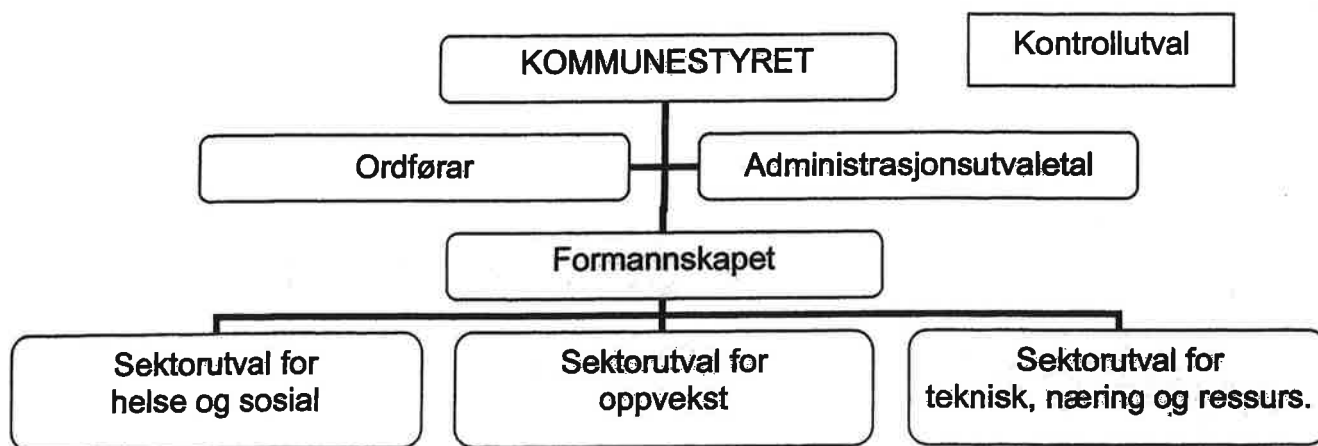 KOMMUNESTYRET
Kontrollutval
Ordførar
Administrasjonsutvaletal
Formannskapet
Sektorutval for
helse og sosial
Sektorutval for
oppvekst
Sektorutval for
teknisk, næring og ressurs.